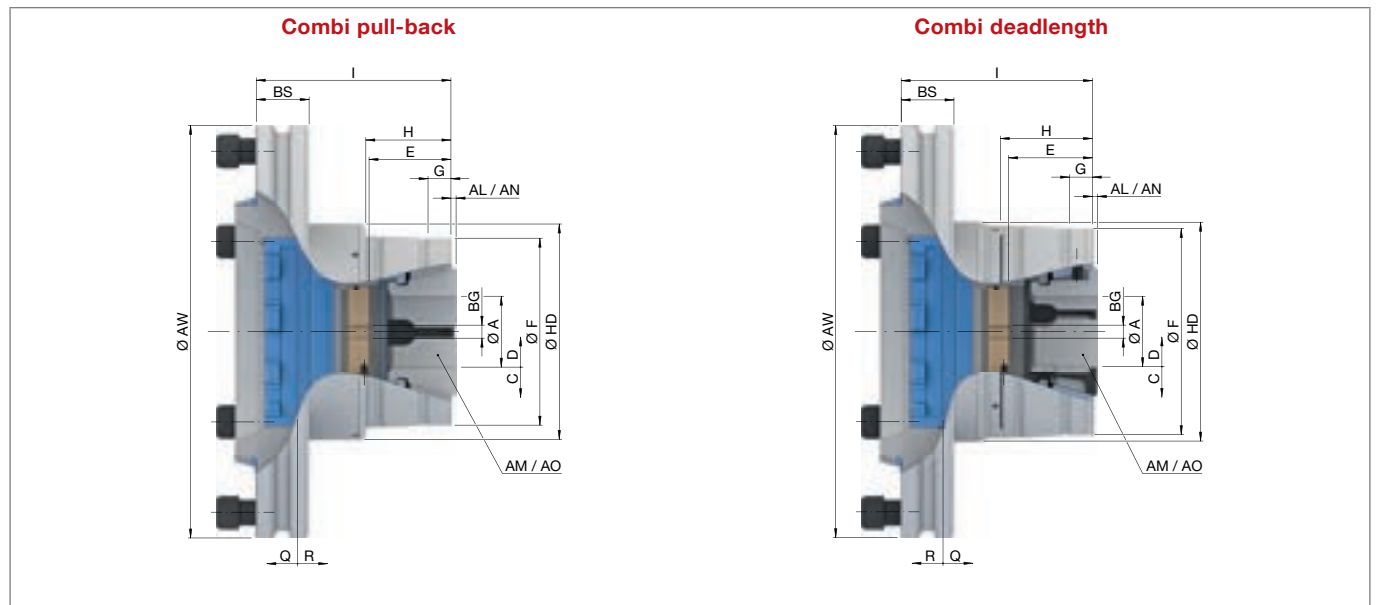 Combi pull-back
I
BS
H
E
G
AL / AN
Ø AW
BG
Ø A
D
C
Ø F
Ø HD
AM / AO
Q R
Combi deadlength
I
BS
H
E
G
AL / AN
Ø AW
BG
Ø A
D
C
Ø F
Ø HD
AM / AO
R Q